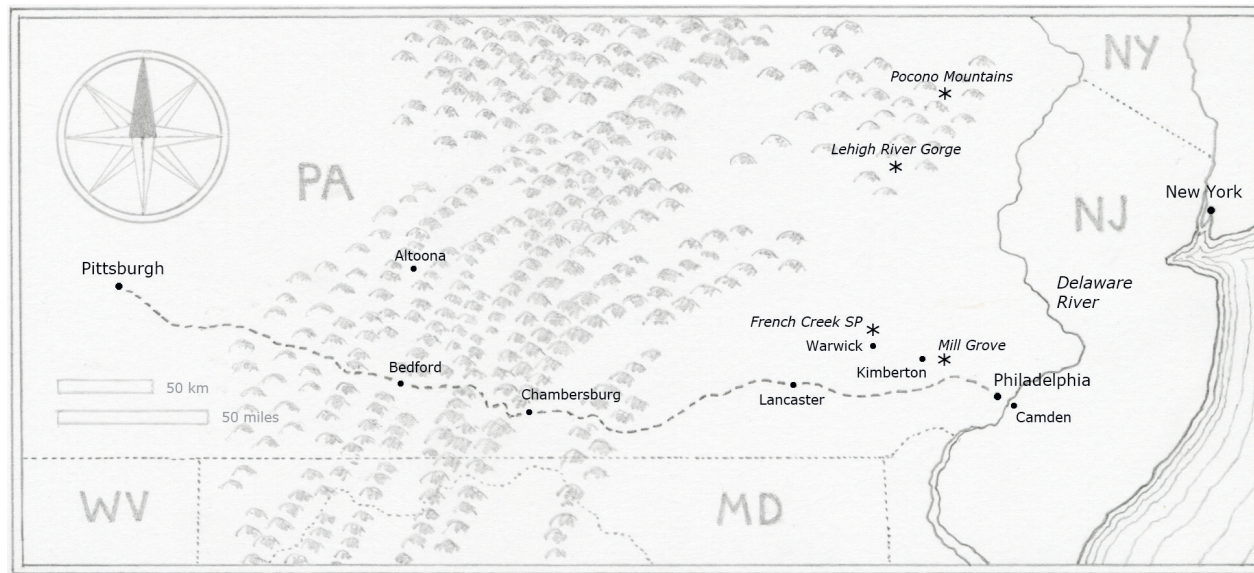 NY
Pocono Mountains
Lehigh River Gorge
PA
New York
NJ
Altoona
Pittsburgh
Delaware
River
French Creek SP
Warwick
Mill Grove
Kimberton
Bedford
50 km
Philadelphia
Chambersburg
Lancaster
50 miles
Camden
WV
MD